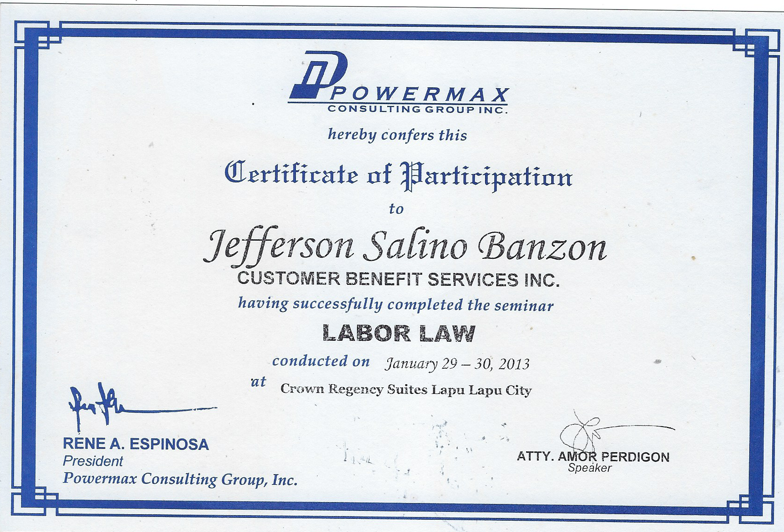 POWERMAX
CONSULTING GROUP INC.
hereby confers this
Certificate of Participation
to
Jefferson Salino Banzon
CUSTOMER BENEFIT SERVICES INC.
having successfully completed the seminar
LABOR LAW
conducted on January 29 – 30, 2013
at Crown Regency Suites Lapu Lapu City
RENE A. ESPINOSA
President
Powermax Consulting Group, Inc.
ATTY. AMOR PERDIGON
Speaker